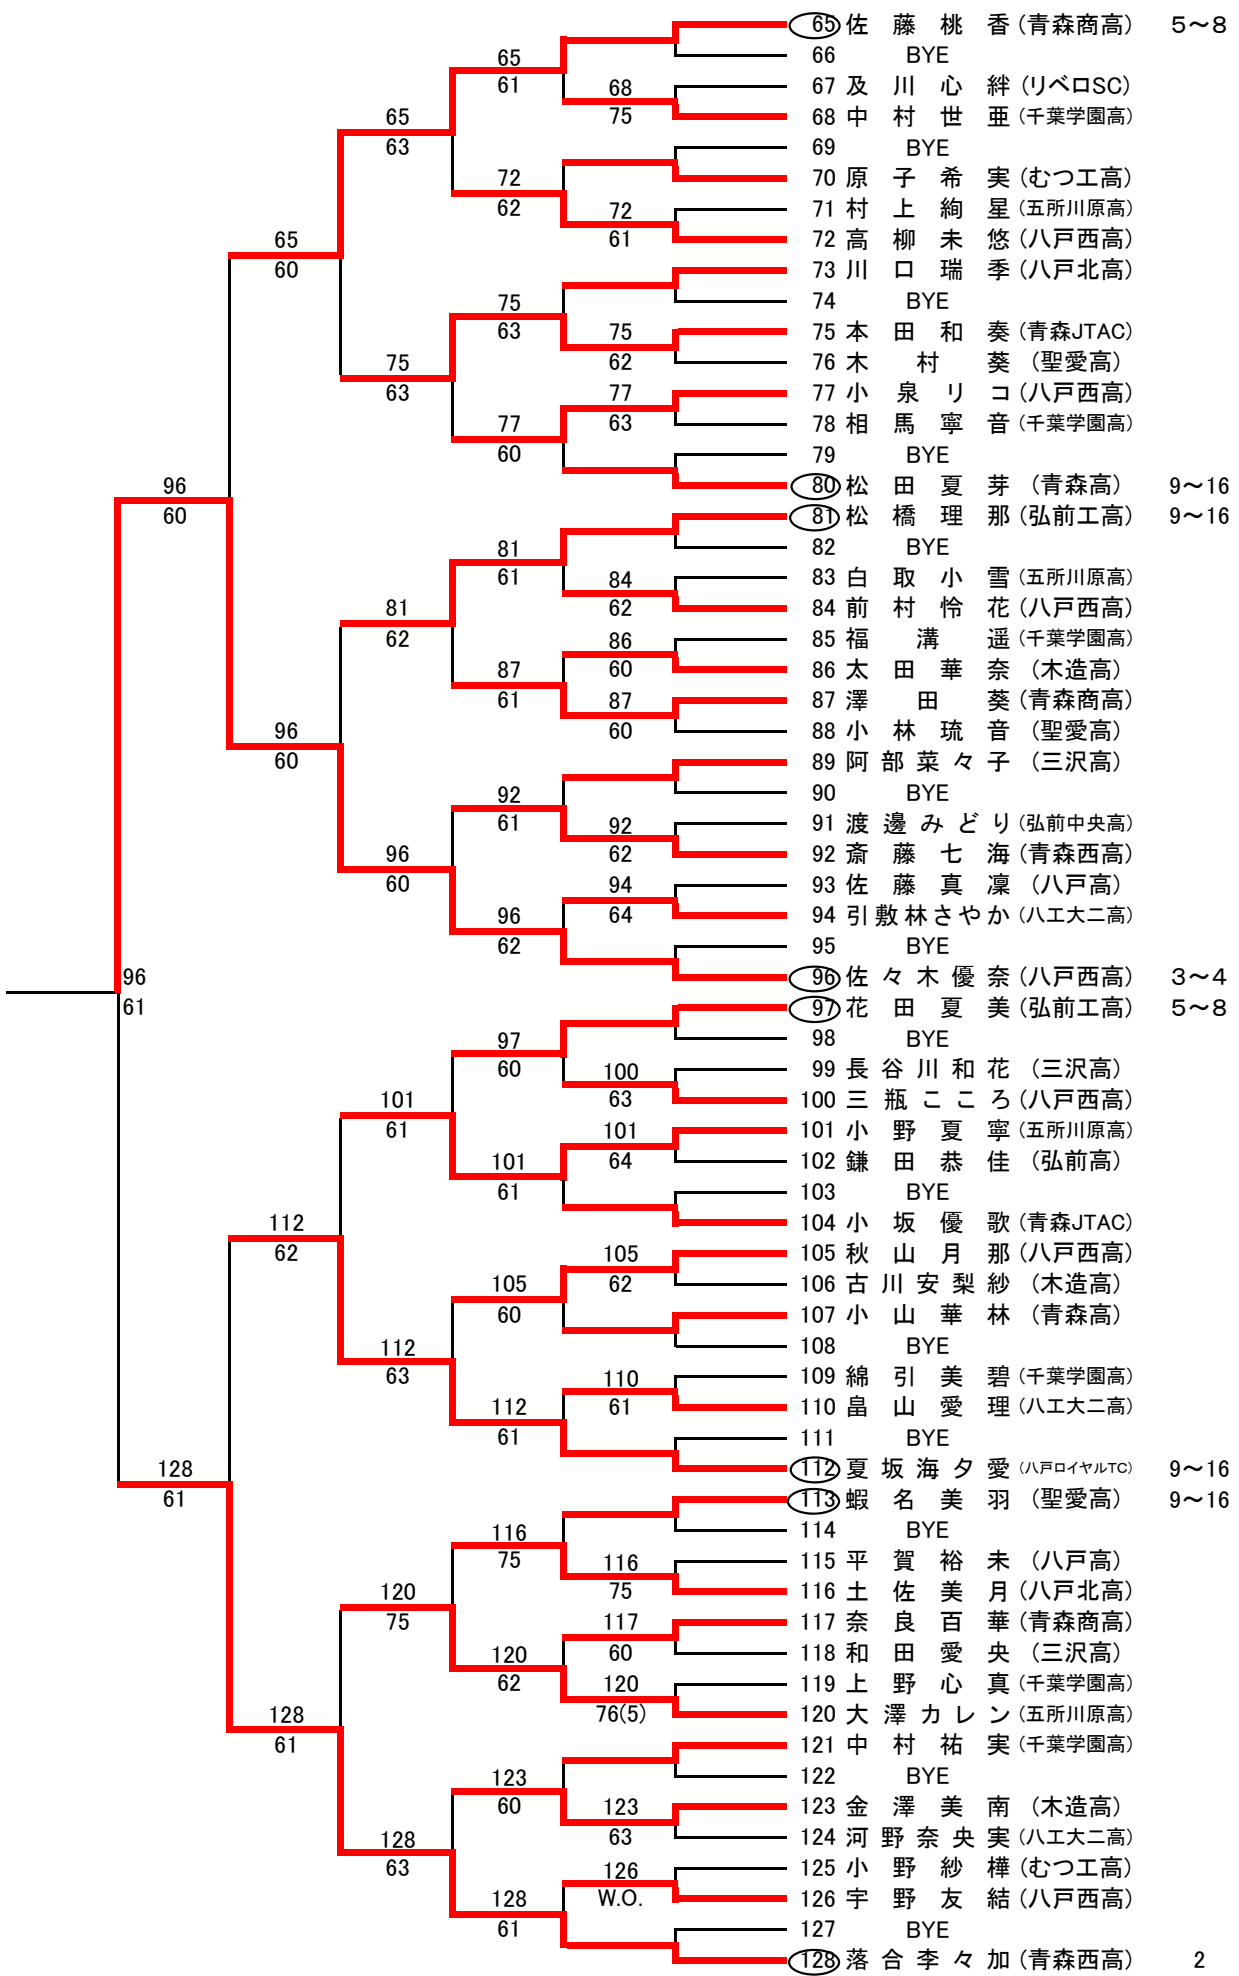 65 佐藤桃香 (青森商高) 5～8
66 BYE
65
61
67 及川心絆 (リベロSC)
68
75
68 中村世亜 (千葉学園高)
65
63
69 BYE
70 原子希実 (むつ工高)
72
62
71 村上絢星 (五所川原高)
72
61
72 高柳未悠 (八戸西高)
65
60
73 川口瑞季 (八戸北高)
74 BYE
75
63
75 本田和奏 (青森JTAC)
75
62
76 木村葵 (聖愛高)
75
63
77 小泉リコ (八戸西高)
77
63
78 相馬寧音 (千葉学園高)
77
60
79 BYE
80 松田夏芽 (青森高) 9～16
96
60
81 松橋理那 (弘前工高) 9～16
82 BYE
81
61
83 白取小雪 (五所川原高)
84
62
84 前村怜花 (八戸西高)
81
62
85 福溝遥 (千葉学園高)
86
60
86 太田華奈 (木造高)
87
61
87 澤田葵 (青森商高)
87
60
88 小林琉音 (聖愛高)
96
60
89 阿部菜々子 (三沢高)
90 BYE
92
61
91 渡邊みどり (弘前中央高)
92
62
92 斎藤七海 (青森西高)
96
60
93 佐藤真凜 (八戸高)
94
64
94 引敷林さやか (八工大二高)
96
62
95 BYE
96 佐々木優奈 (八戸西高) 3～4
96
61
97 花田夏美 (弘前工高) 5～8
98 BYE
97
60
99 長谷川和花 (三沢高)
100
63
100 三瓶こころ (八戸西高)
101
61
101 小野夏寧 (五所川原高)
101
64
102 鎌田恭佳 (弘前高)
101
61
103 BYE
104 小坂優歌 (青森JTAC)
112
62
105 秋山月那 (八戸西高)
105
62
106 古川安梨紗 (木造高)
105
60
107 小山華林 (青森高)
108 BYE
112
63
109 綿引美碧 (千葉学園高)
110
61
110 畠山愛理 (八工大二高)
112
61
111 BYE
112 夏坂海夕愛 (八戸ロイヤルTC) 9～16
128
61
113 蝦名美羽 (聖愛高) 9～16
114 BYE
116
75
115 平賀裕未 (八戸高)
116
75
116 土佐美月 (八戸北高)
120
75
117 奈良百華 (青森商高)
117
60
118 和田愛央 (三沢高)
120
62
119 上野心真 (千葉学園高)
120
76(5)
120 大澤カレン (五所川原高)
128
61
121 中村祐実 (千葉学園高)
122 BYE
123
60
123 金澤美南 (木造高)
123
63
124 河野奈央実 (八工大二高)
128
63
125 小野紗樺 (むつ工高)
126
W.O.
126 宇野友結 (八戸西高)
128
61
127 BYE
128 落合李々加 (青森西高) 2